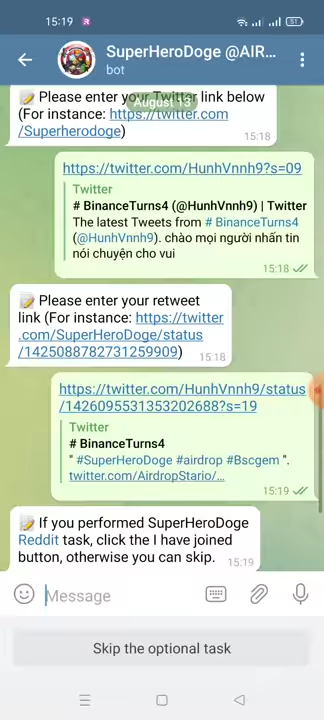 15:19
51
SuperHeroDoge @AIR...
bot
📝 Please enter your Twitter link below
August 13
(For instance: https://twitter.com
/Superherodoge)
15:18
https://twitter.com/HunhVnnh9?s=09
Twitter
# BinanceTurns4 (@HunhVnnh9) | Twitter
The latest Tweets from # BinanceTurns4
(@HunhVnnh9). chào mọi người nhấn tin
nói chuyện cho vui
15:18
📝 Please enter your retweet
link (For instance: https://twitter
.com/SuperHeroDoge/status
/1425088782731259909)
15:18
https://twitter.com/HunhVnnh9/status
/1426095531353202688?s=19
Twitter
# BinanceTurns4
" #SuperHeroDoge #airdrop #Bscgem ".
twitter.com/AirdropStario/...
15:19
📝 If you performed SuperHeroDoge
Reddit task, click the I have joined
button, otherwise you can skip.
15:19
Message
Skip the optional task